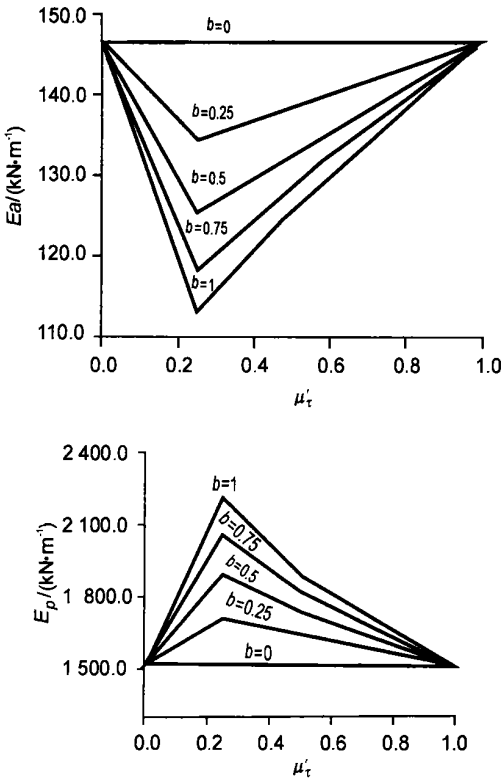 150.0
b=0
140.0
b=0.25
130.0
b=0.5
b=0.75
120.0
b=1
110.0
Ea/(kN•m⁻¹)
0.0 0.2 0.4 0.6 0.8 1.0
μ′τ
2 400.0
b=1
2 100.0
b=0.75
b=0.5
1 800.0
b=0.25
b=0
1 500.0
Eₚ/(kN•m⁻¹)
0.0 0.2 0.4 0.6 0.8 1.0
μ′τ